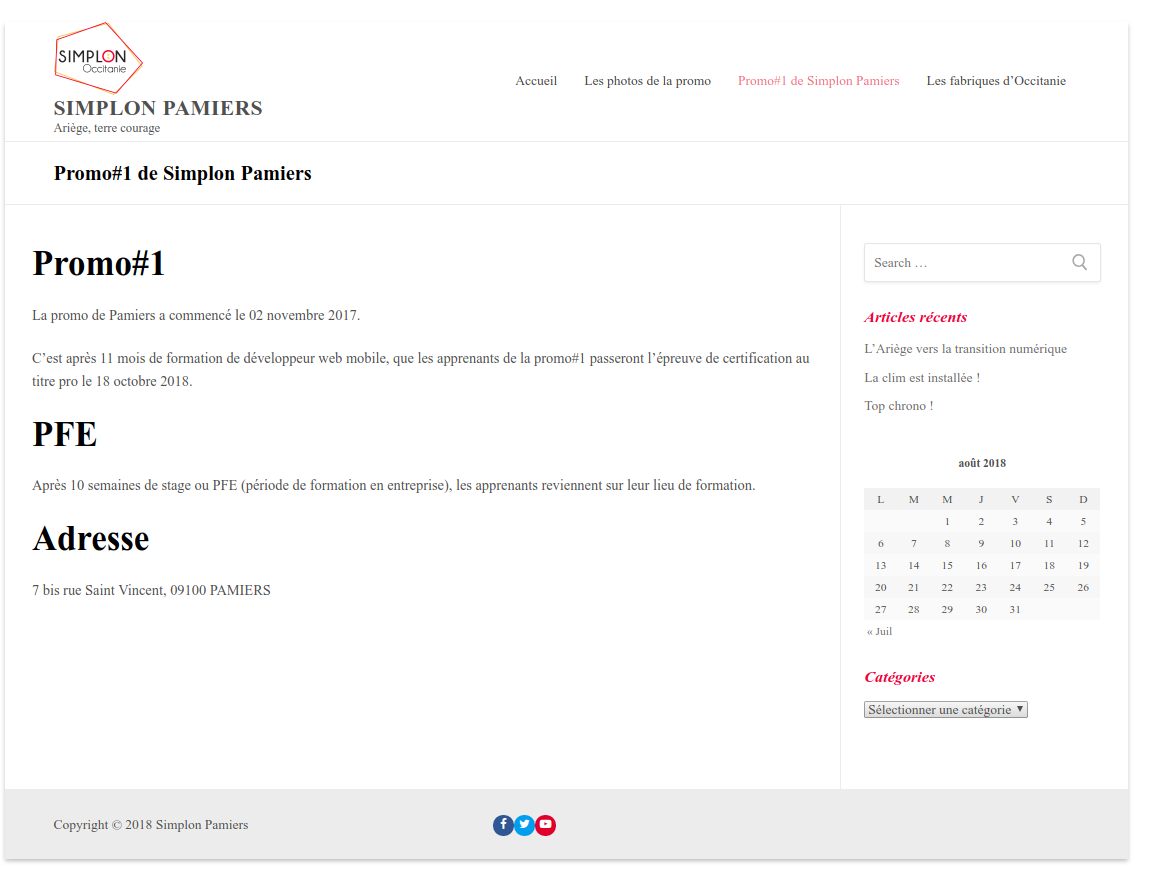 SIMPLON
Occitanie
SIMPLON PAMIERS
Ariège, terre courage
Accueil Les photos de la promo Promo#1 de Simplon Pamiers Les fabriques d’Occitanie
Promo#1 de Simplon Pamiers
Promo#1
La promo de Pamiers a commencé le 02 novembre 2017.
C’est après 11 mois de formation de développeur web mobile, que les apprenants de la promo#1 passeront l’épreuve de certification au
titre pro le 18 octobre 2018.
PFE
Après 10 semaines de stage ou PFE (période de formation en entreprise), les apprenants reviennent sur leur lieu de formation.
Adresse
7 bis rue Saint Vincent, 09100 PAMIERS
Search …
Articles récents
L’Ariège vers la transition numérique
La clim est installée !
Top chrono !
août 2018
L M M J V S D
1 2 3 4 5
6 7 8 9 10 11 12
13 14 15 16 17 18 19
20 21 22 23 24 25 26
27 28 29 30 31
« Juil
Catégories
Sélectionner une catégorie
Copyright © 2018 Simplon Pamiers